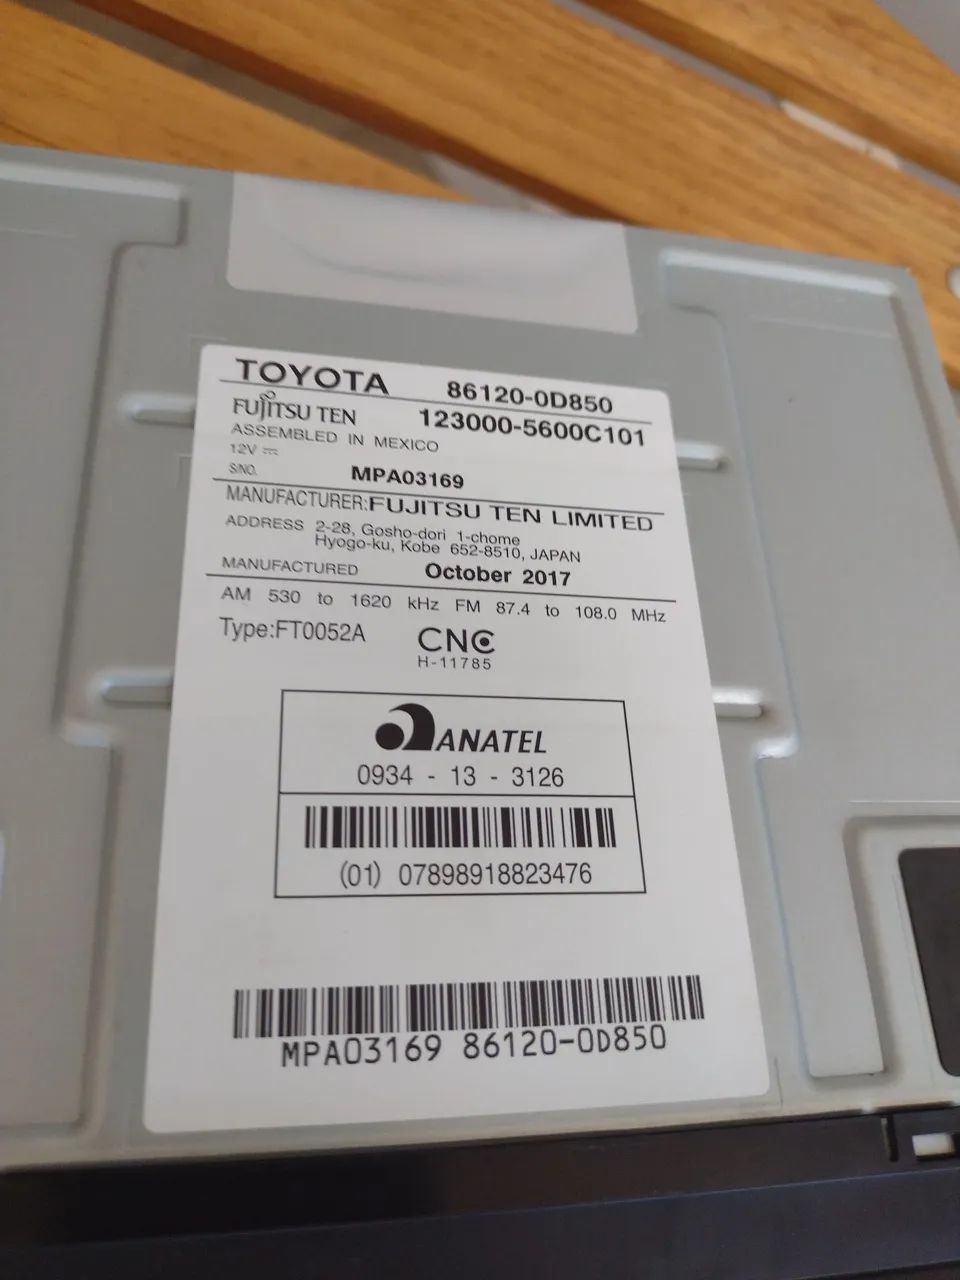 TOYOTA 86120-0D850
FUJITSU TEN 123000-5600C101
ASSEMBLED IN MEXICO
12V ⎓
S/NO. MPA03169
MANUFACTURER:FUJITSU TEN LIMITED
ADDRESS 2-28, Gosho-dori 1-chome
Hyogo-ku, Kobe 652-8510, JAPAN
MANUFACTURED October 2017
AM 530 to 1620 kHz FM 87.4 to 108.0 MHz
Type:FT0052A CNC
H-11785
ANATEL
0934 - 13 - 3126
(01) 07898918823476
MPA03169 86120-0D850